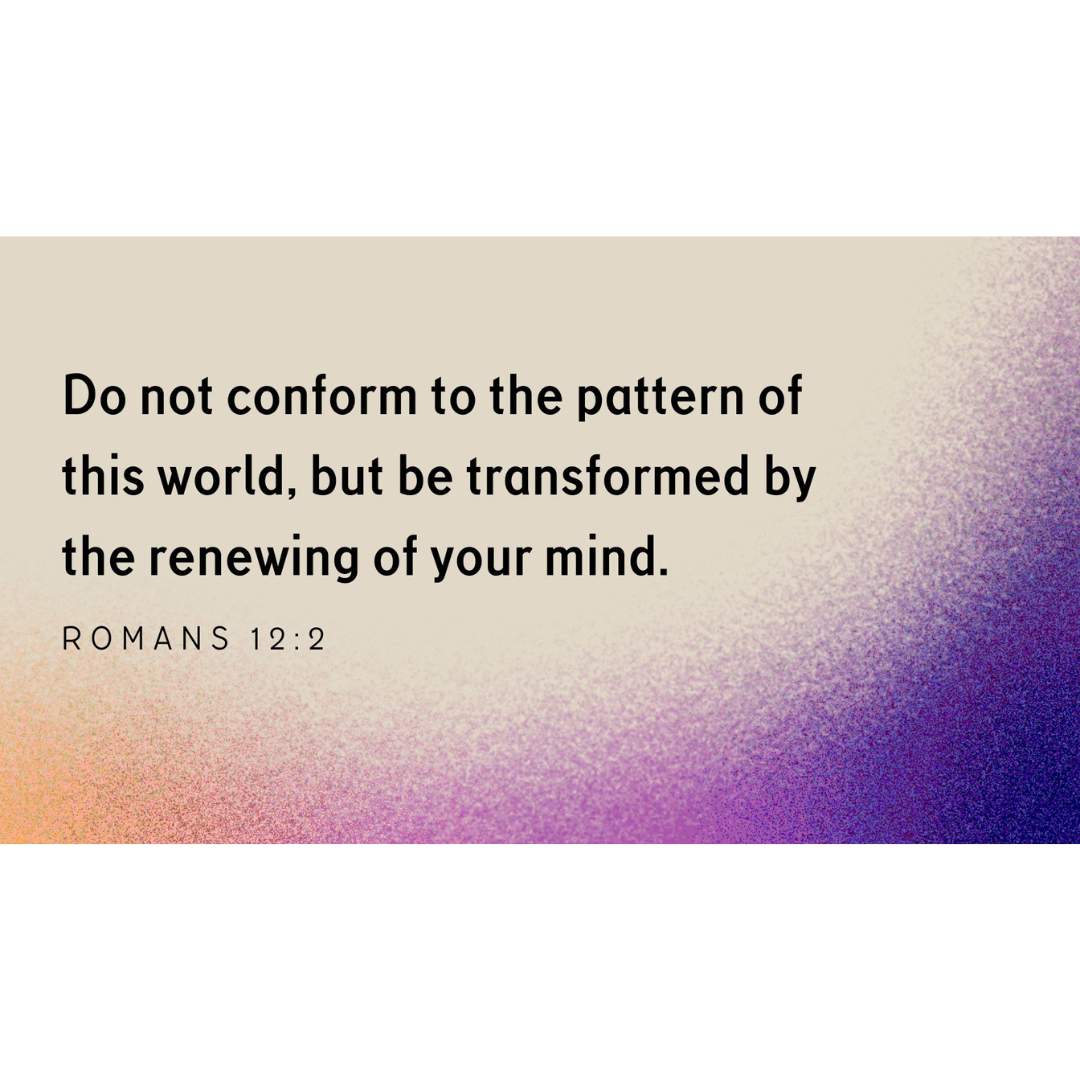 Do not conform to the pattern of
this world, but be transformed by
the renewing of your mind.
ROMANS 12:2